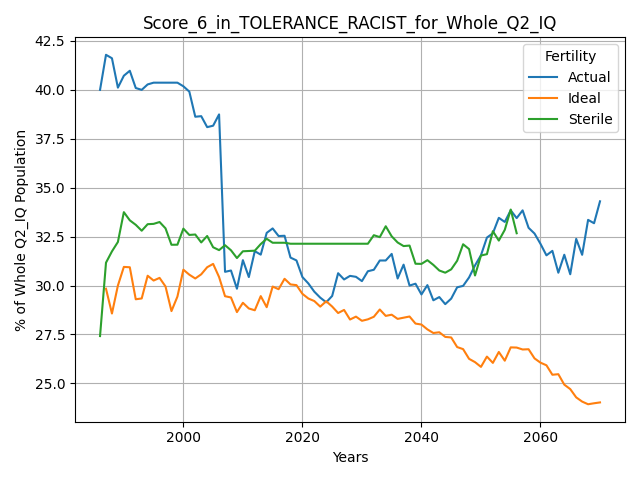 Score_6_in_TOLERANCE_RACIST_for_Whole_Q2_IQ
Fertility
Actual
Ideal
Sterile
% of Whole Q2_IQ Population
42.5
40.0
37.5
35.0
32.5
30.0
27.5
25.0
2000
2020
2040
2060
Years